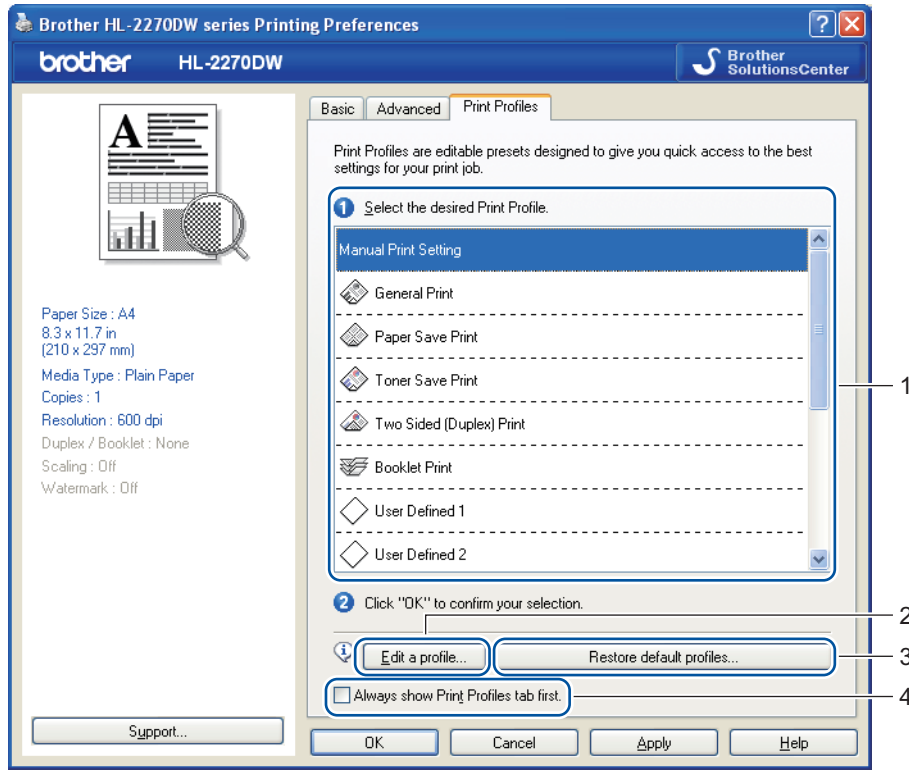 Brother HL-2270DW series Printing Preferences
brother HL-2270DW
Brother
SolutionsCenter
A
Paper Size : A4
8.3 x 11.7 in
(210 x 297 mm)
Media Type : Plain Paper
Copies : 1
Resolution : 600 dpi
Duplex / Booklet : None
Scaling : Off
Watermark : Off
Support...
Basic Advanced Print Profiles
Print Profiles are editable presets designed to give you quick access to the best
settings for your print job.
1 Select the desired Print Profile.
Manual Print Setting
General Print
Paper Save Print
Toner Save Print
Two Sided (Duplex) Print
Booklet Print
User Defined 1
User Defined 2
1
2 Click "OK" to confirm your selection.
2
Edit a profile... Restore default profiles...
3
Always show Print Profiles tab first.
4
OK Cancel Apply Help